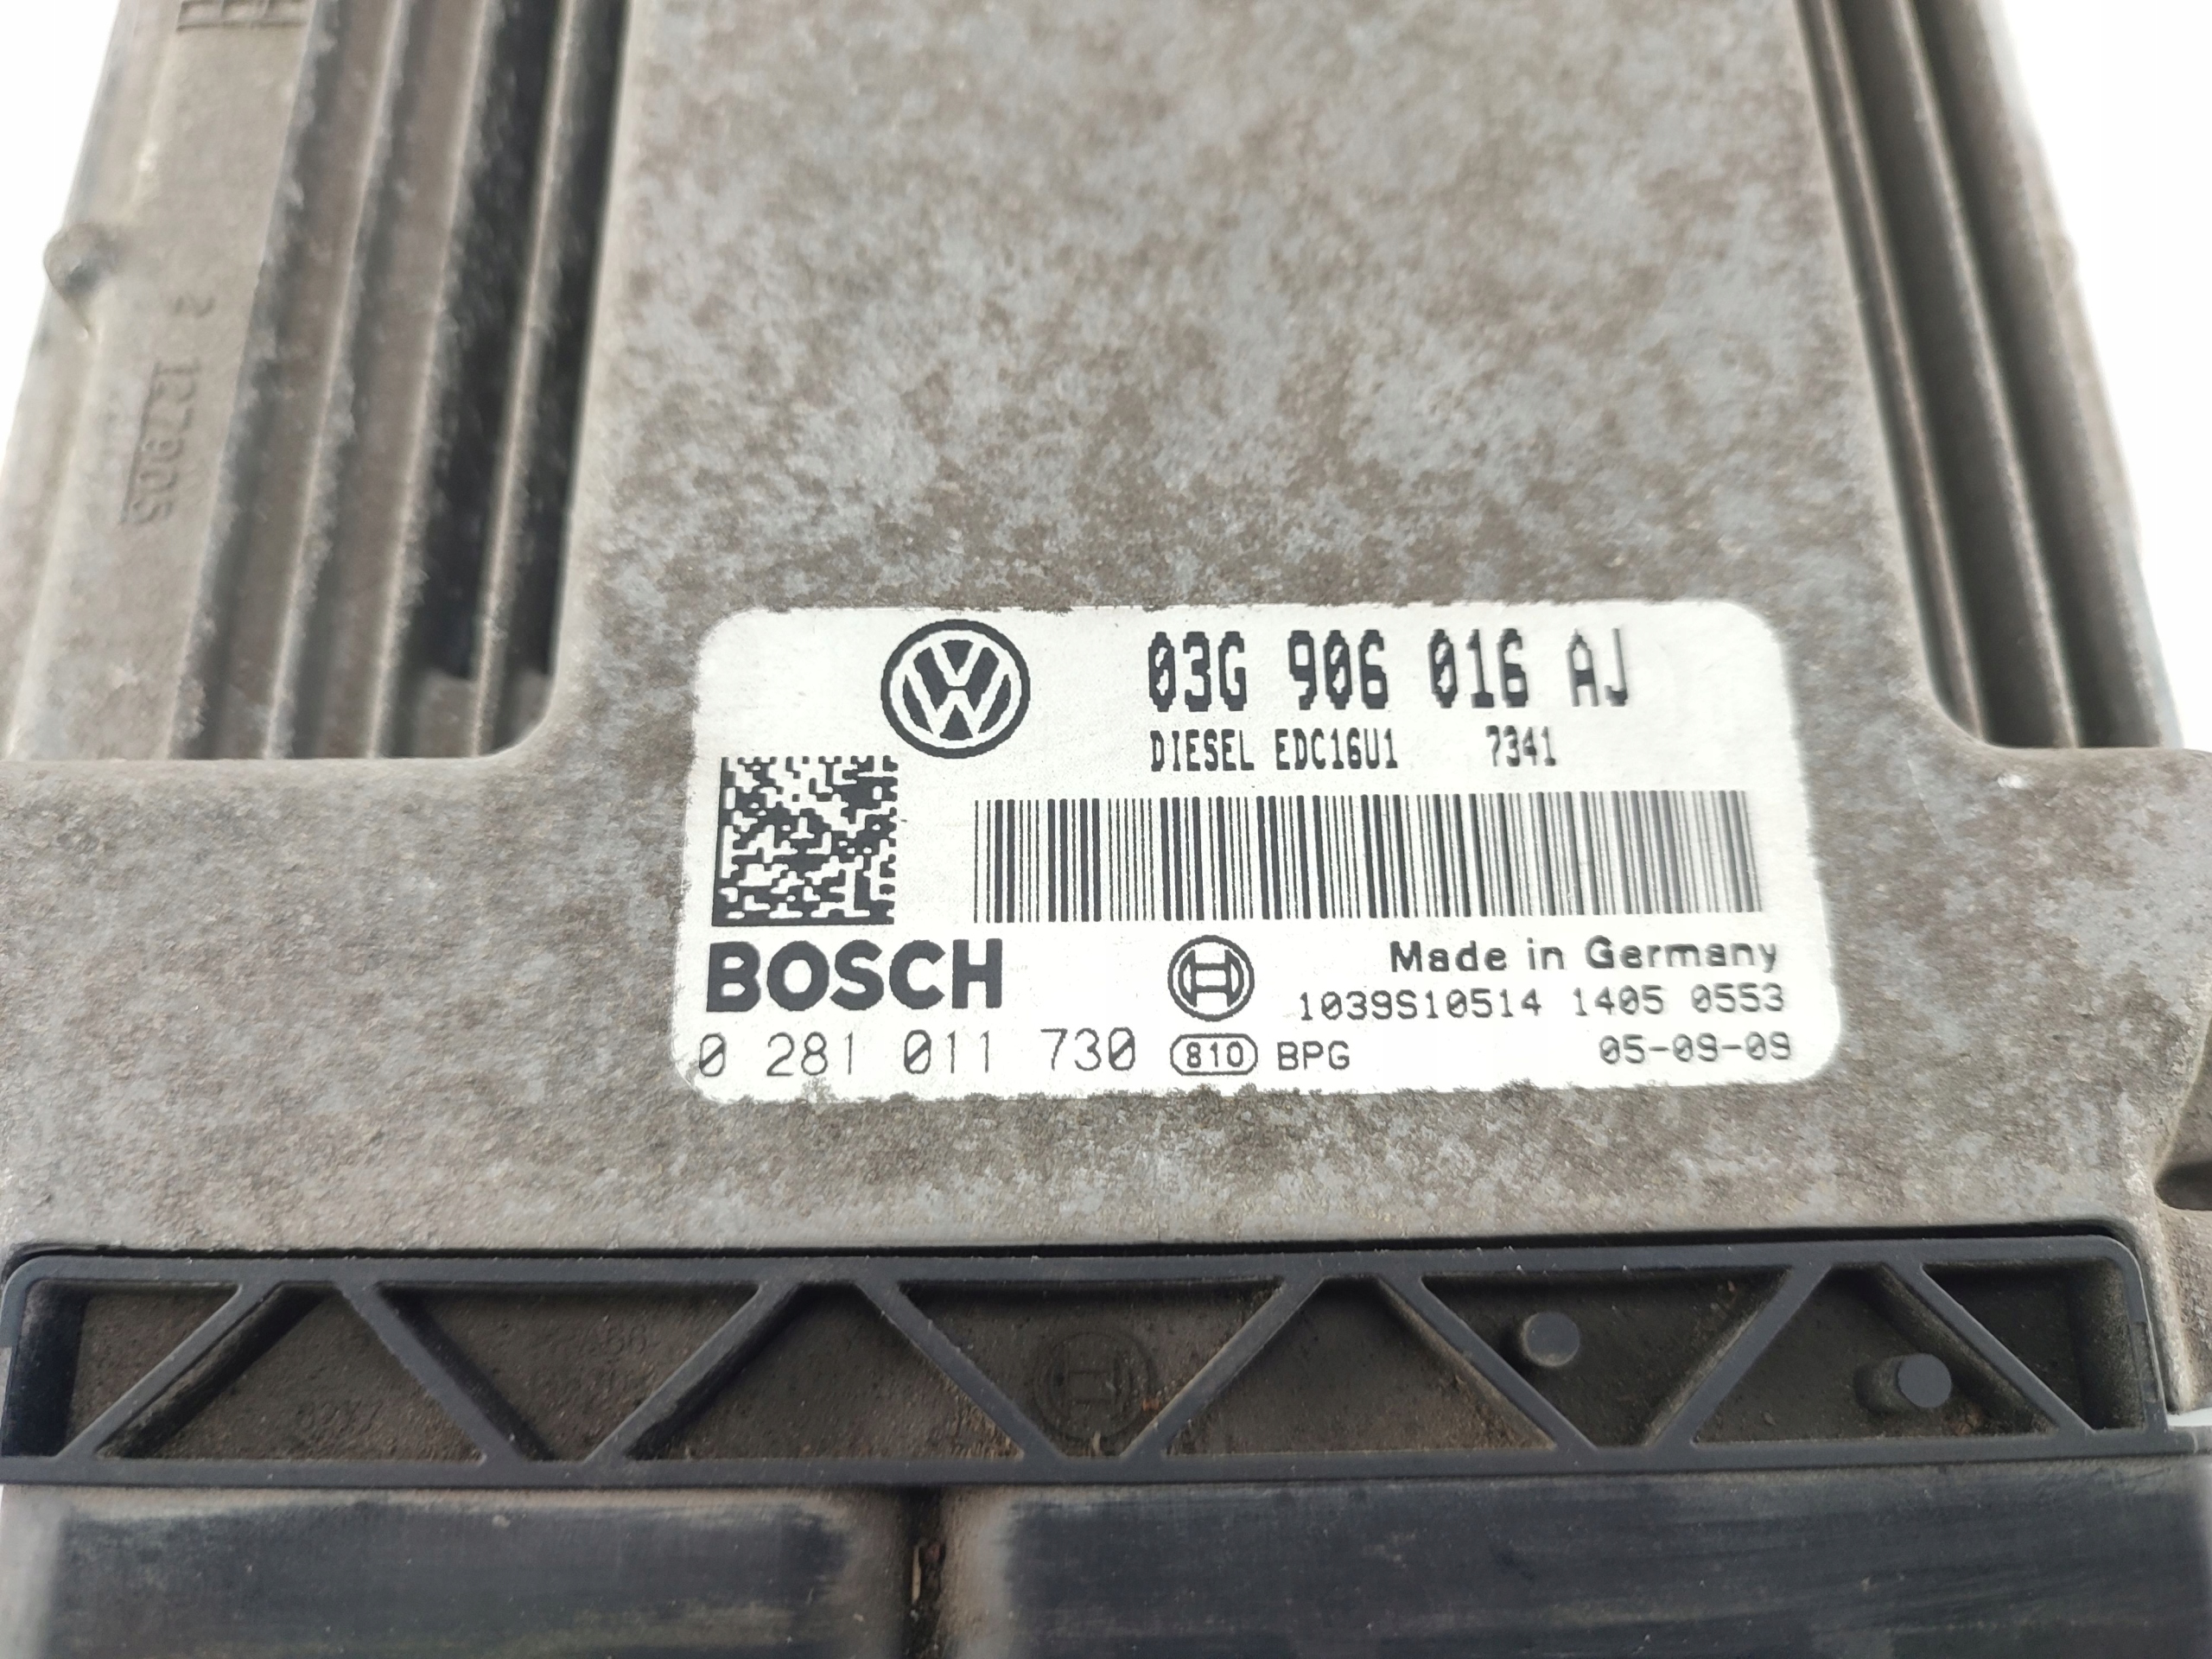 03G 906 016 AJ
DIESEL EDC16U1 7341
BOSCH
Made in Germany
1039S10514 1405 0553
0 281 011 730 810 BPG 05-09-09